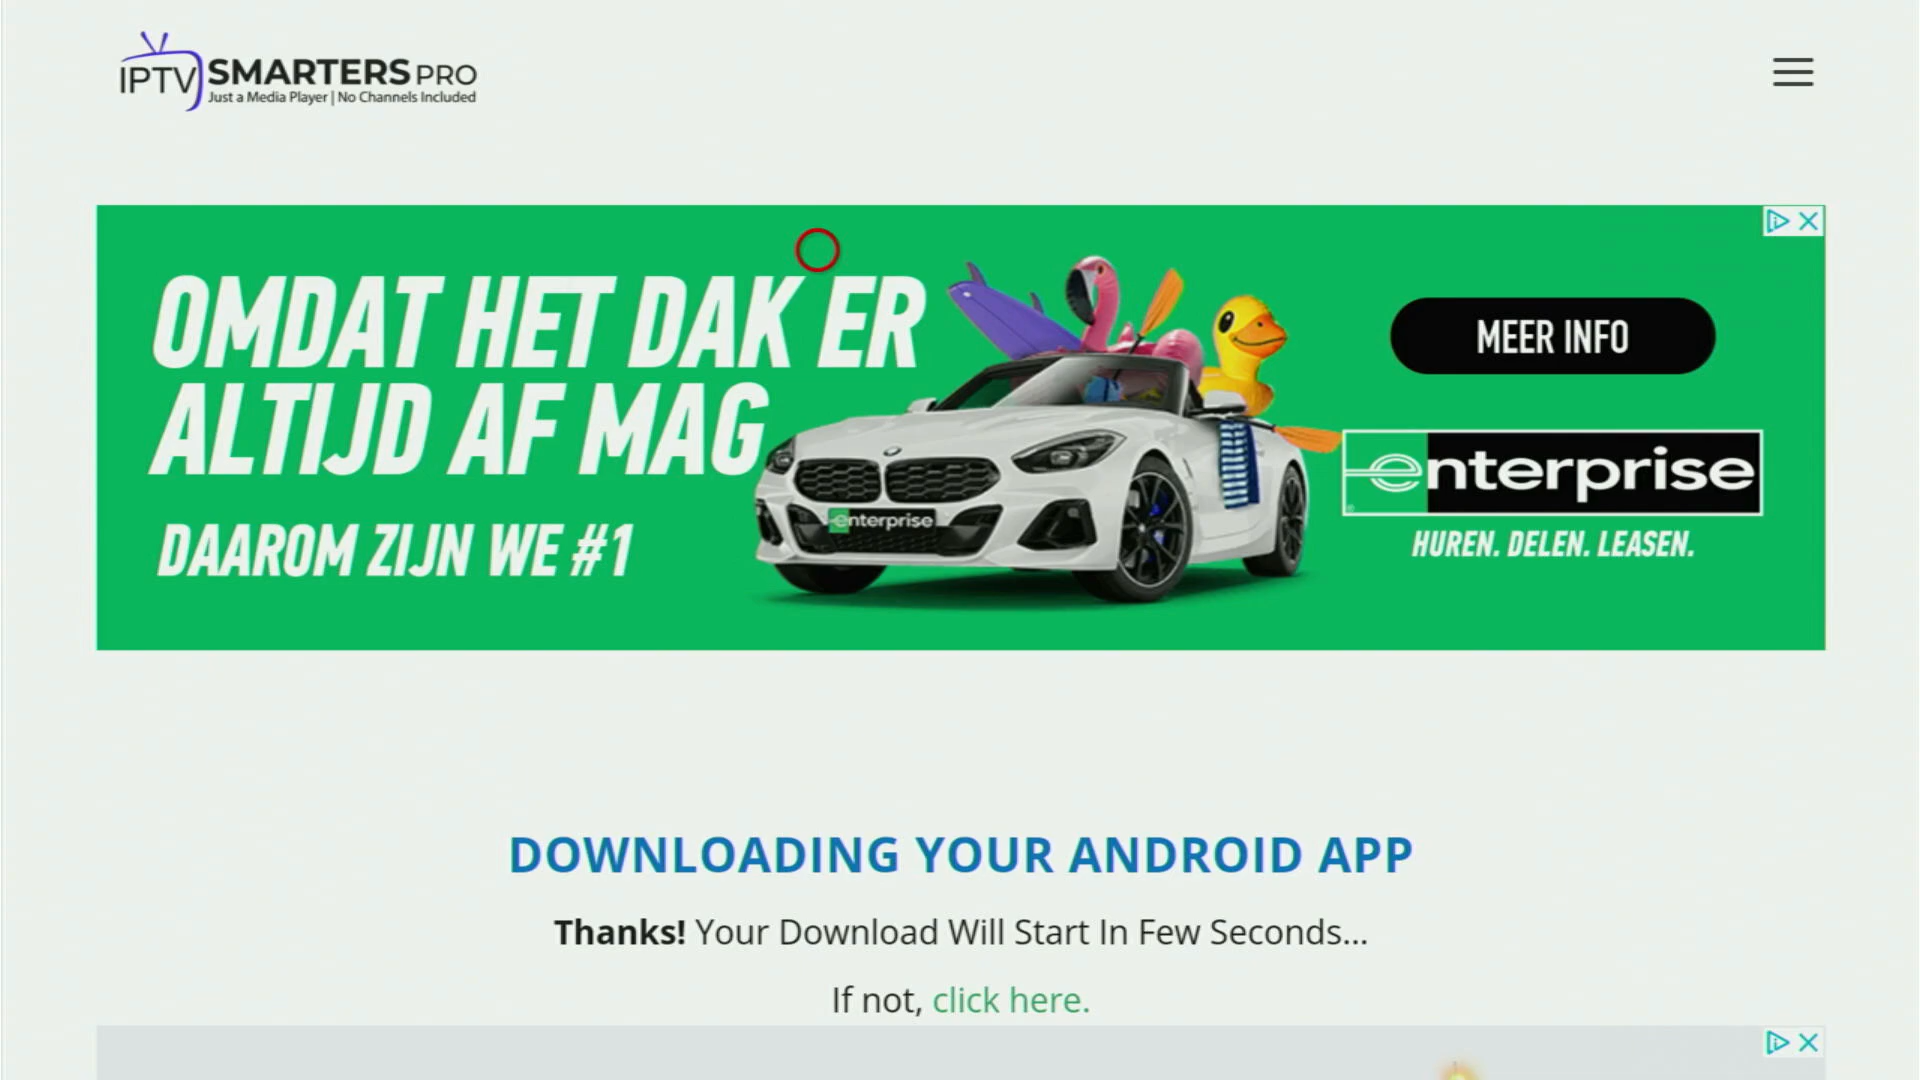 IPTV SMARTERS PRO
Just a Media Player | No Channels Included
OMDAT HET DAK ER
ALTIJD AF MAG
DAAROM ZIJN WE #1
enterprise
MEER INFO
enterprise
HUREN. DELEN. LEASEN.
DOWNLOADING YOUR ANDROID APP
Thanks! Your Download Will Start In Few Seconds...
If not, click here.